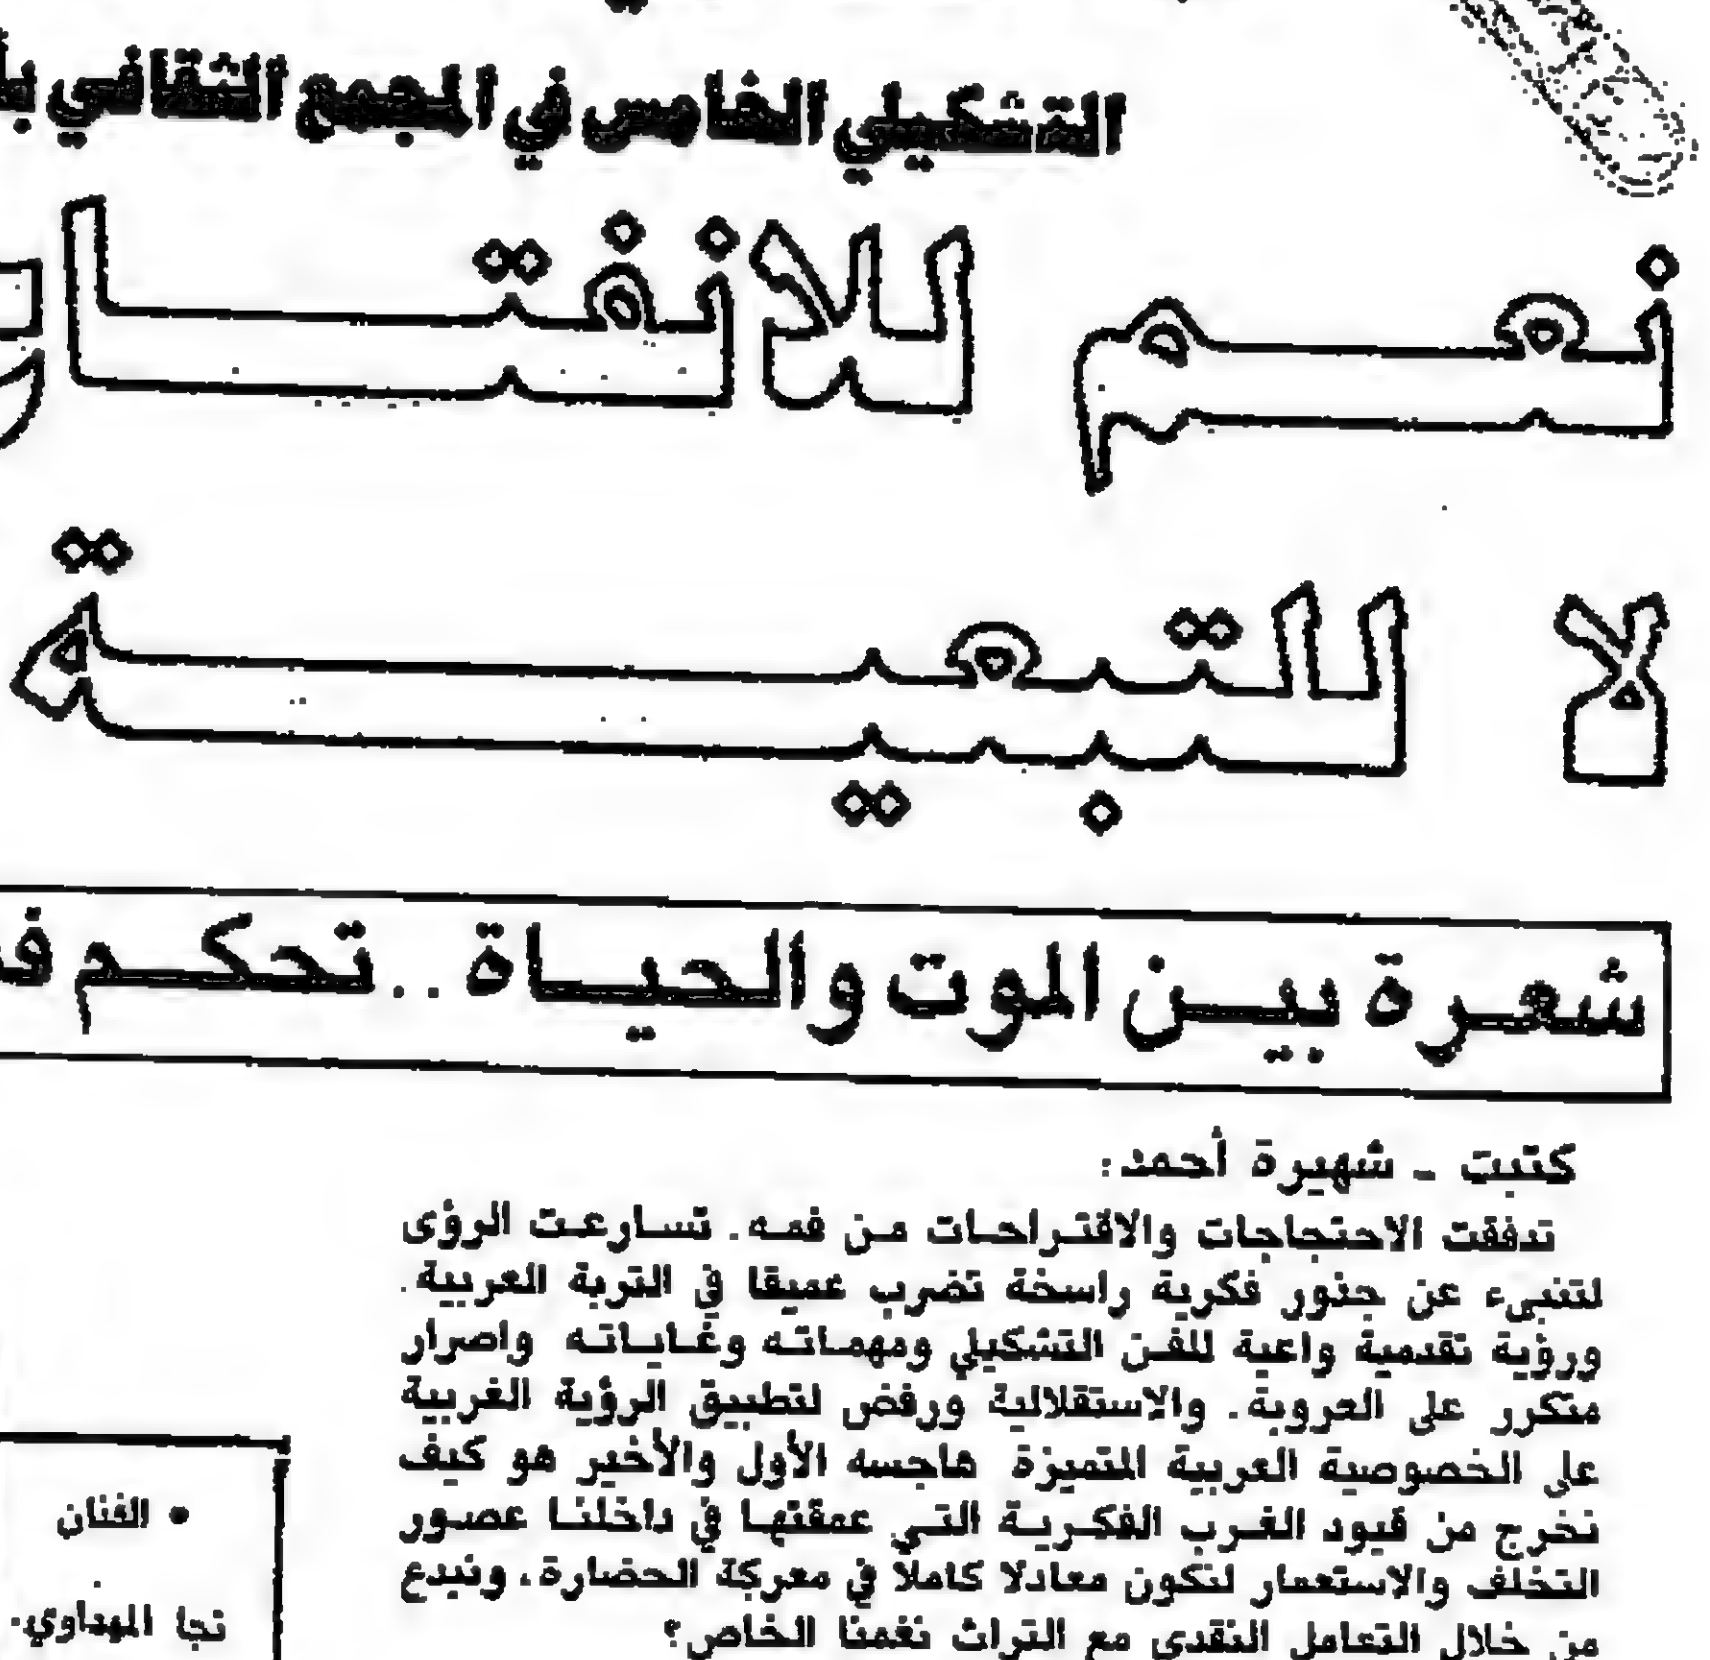 التشكيلي الخامس في المجمع الثقافي
نعم للانفتاح
لا للتبعية
شعرة بين الموت والحياة .. تحكم
كتبت ـ شهيرة أحمد:
تدفقت الاحتجاجات والاقتراحات من فمه. تسارعت الرؤى
لتنبىء عن جذور فكرية راسخة تضرب عميقا في التربة العربية.
ورؤية تقدمية واعية للفن التشكيلي ومهماته وغاياته واصرار
متكرر على العروبة. والاستقلالية ورفض لتطبيق الرؤية الغربية
على الخصوصية العربية المتميزة هاجسه الأول والأخير هو كيف
نخرج من قيود الغرب الفكرية التي عمقتها في داخلنا عصور
التخلف والاستعمار لنكون معادلا كاملا في معركة الحضارة، ونبدع
من خلال التعامل النقدى مع التراث نغمنا الخاص؟
• الفنان
نجا المهداوي.